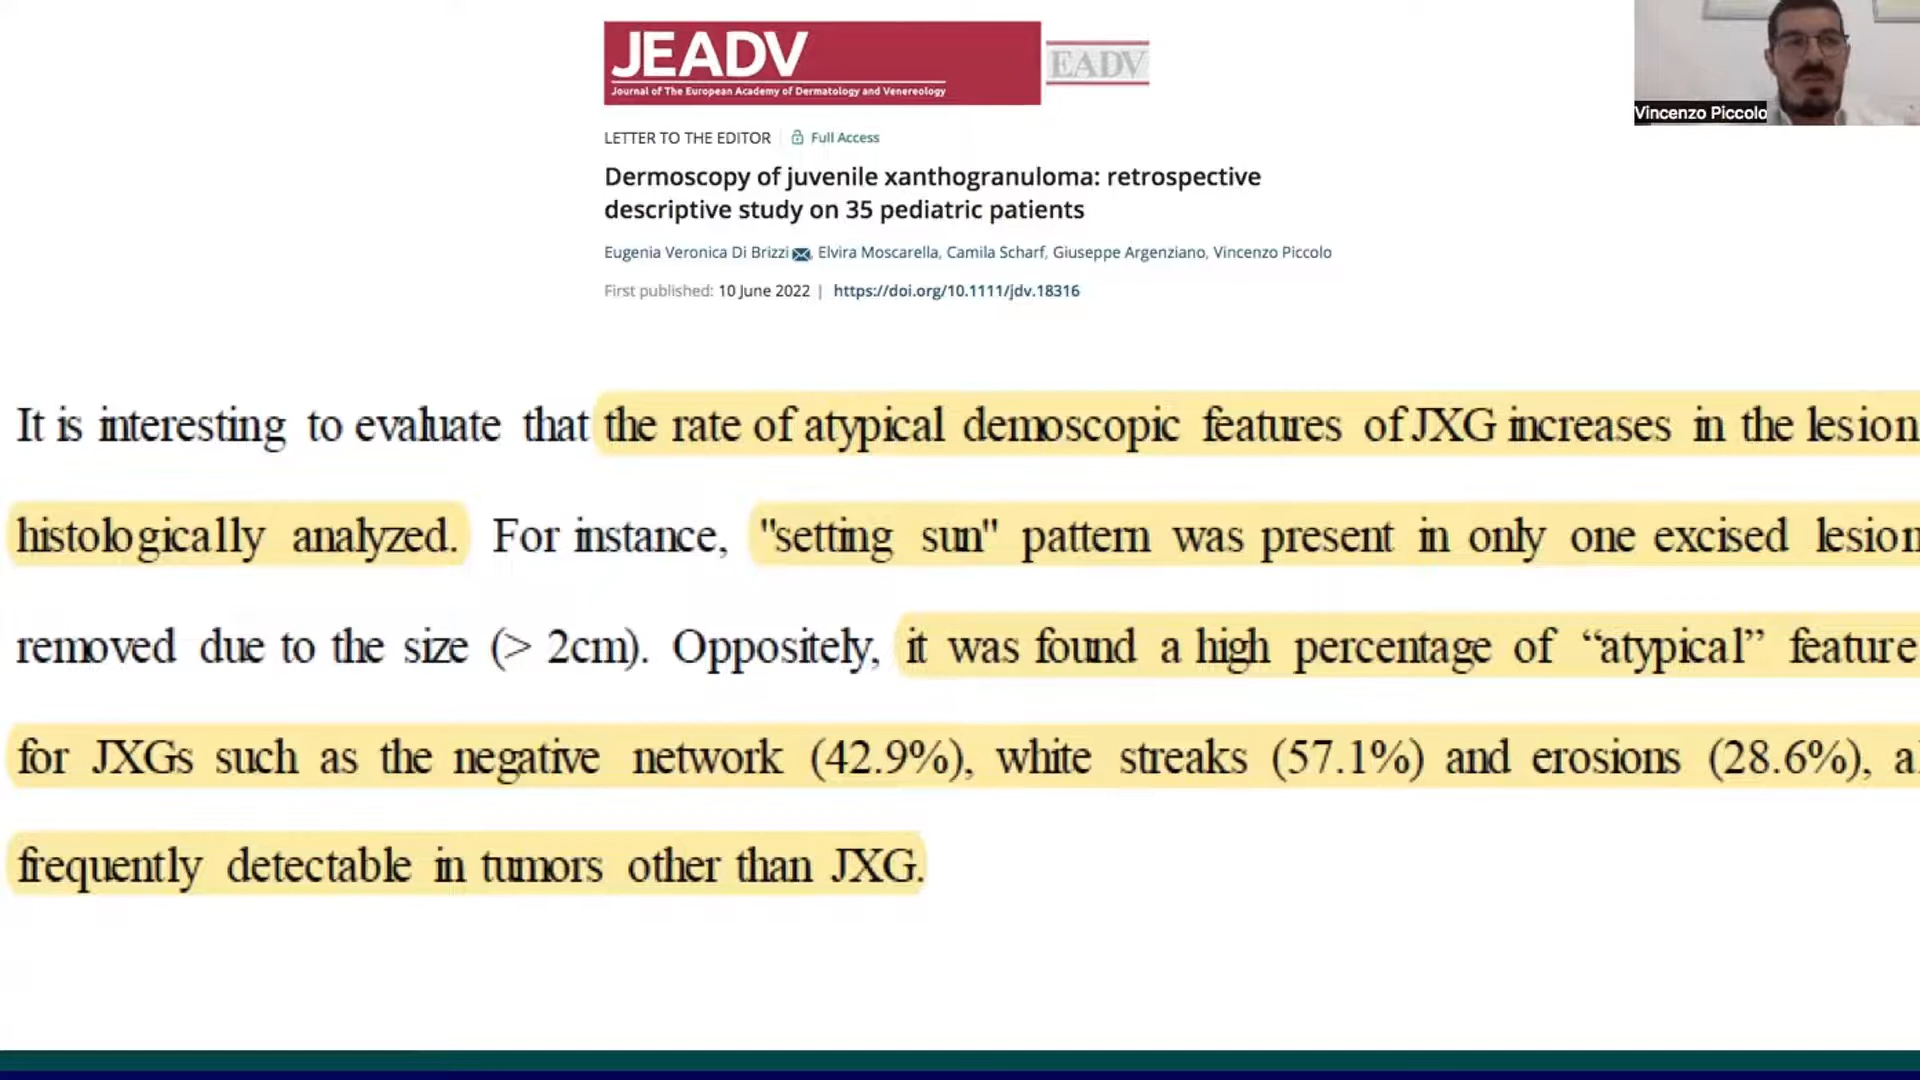 JEADV
EADV
Journal of The European Academy of Dermatology and Venereology
Vincenzo Piccolo
LETTER TO THE EDITOR Full Access
Dermoscopy of juvenile xanthogranuloma: retrospective
descriptive study on 35 pediatric patients
Eugenia Veronica Di Brizzi, Elvira Moscarella, Camila Scharf, Giuseppe Argenziano, Vincenzo Piccolo
First published: 10 June 2022 | https://doi.org/10.1111/jdv.18316
It is interesting to evaluate that the rate of atypical demoscopic features of JXG increases in the lesion
histologically analyzed. For instance, "setting sun" pattern was present in only one excised lesion
removed due to the size (> 2cm). Oppositely, it was found a high percentage of “atypical” feature
for JXGs such as the negative network (42.9%), white streaks (57.1%) and erosions (28.6%), al
frequently detectable in tumors other than JXG.